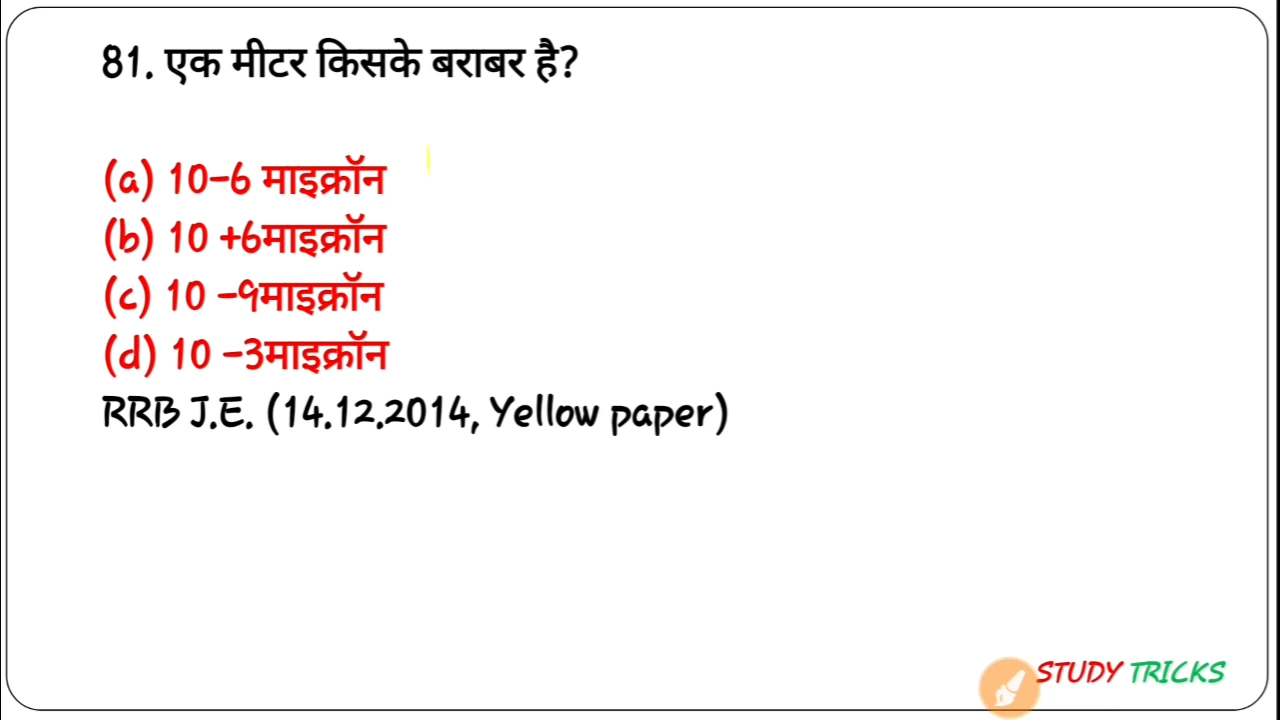 81. एक मीटर किसके बराबर है?
(a) 10-6 माइक्रॉन
(b) 10 +6माइक्रॉन
(c) 10 -9माइक्रॉन
(d) 10 -3माइक्रॉन
RRB J.E. (14.12.2014, Yellow paper)
STUDY TRICKS